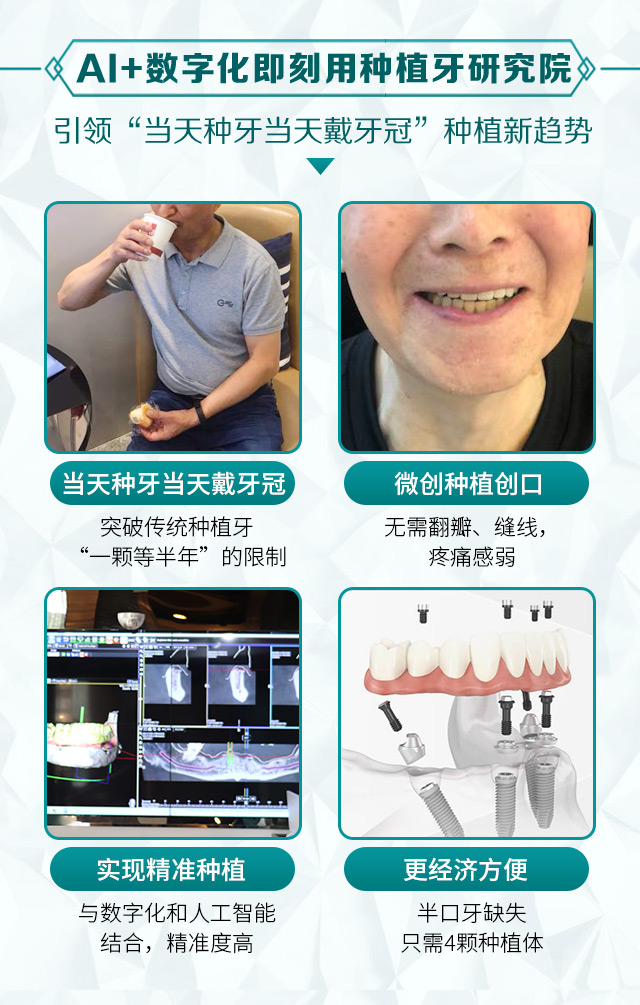 AI+数字化即刻用种植牙研究院
引领“当天种牙当天戴牙冠”种植新趋势
当天种牙当天戴牙冠
突破传统种植牙
“一颗等半年”的限制
微创种植创口
无需翻瓣、缝线，
疼痛感弱
实现精准种植
与数字化和人工智能
结合，精准度高
更经济方便
半口牙缺失
只需4颗种植体